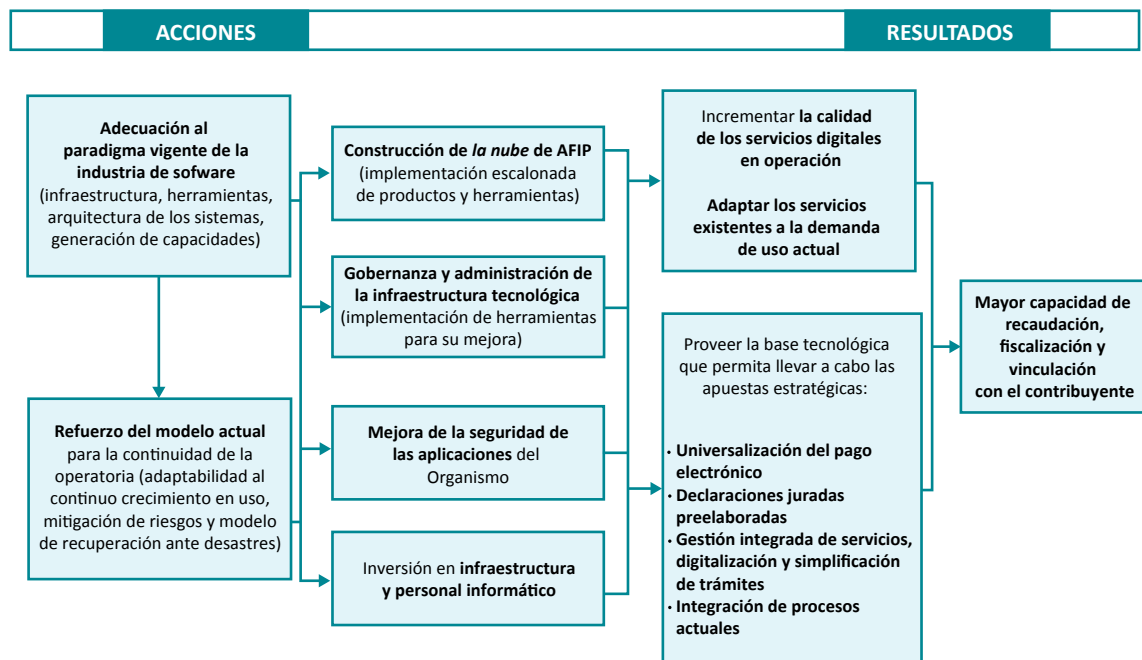 ACCIONES
RESULTADOS
Adecuación al
paradigma vigente de la
industria de sofware
(infraestructura, herramientas,
arquitectura de los sistemas,
generación de capacidades)
Refuerzo del modelo actual
para la continuidad de la
operatoria (adaptabilidad al
continuo crecimiento en uso,
mitigación de riesgos y modelo
de recuperación ante desastres)
Construcción de la nube de AFIP
(implementación escalonada
de productos y herramientas)
Gobernanza y administración de
la infraestructura tecnológica
(implementación de herramientas
para su mejora)
Mejora de la seguridad de
las aplicaciones del
Organismo
Inversión en infraestructura
y personal informático
Incrementar la calidad
de los servicios digitales
en operación
Adaptar los servicios
existentes a la demanda
de uso actual
Proveer la base tecnológica
que permita llevar a cabo las
apuestas estratégicas:
· Universalización del pago
electrónico
· Declaraciones juradas
preelaboradas
· Gestión integrada de servicios,
digitalización y simplificación
de trámites
· Integración de procesos
actuales
Mayor capacidad de
recaudación,
fiscalización y
vinculación
con el contribuyente